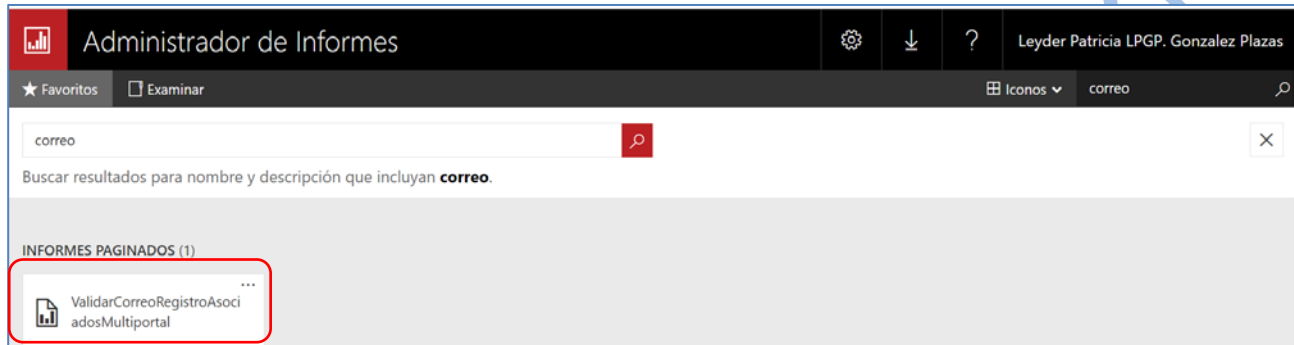 Administrador de Informes
? Leyder Patricia LPGP. Gonzalez Plazas
★ Favoritos Examinar Iconos correo
correo
Buscar resultados para nombre y descripción que incluyan correo.
INFORMES PAGINADOS (1)
...
ValidarCorreoRegistroAsoci
adosMultiportal